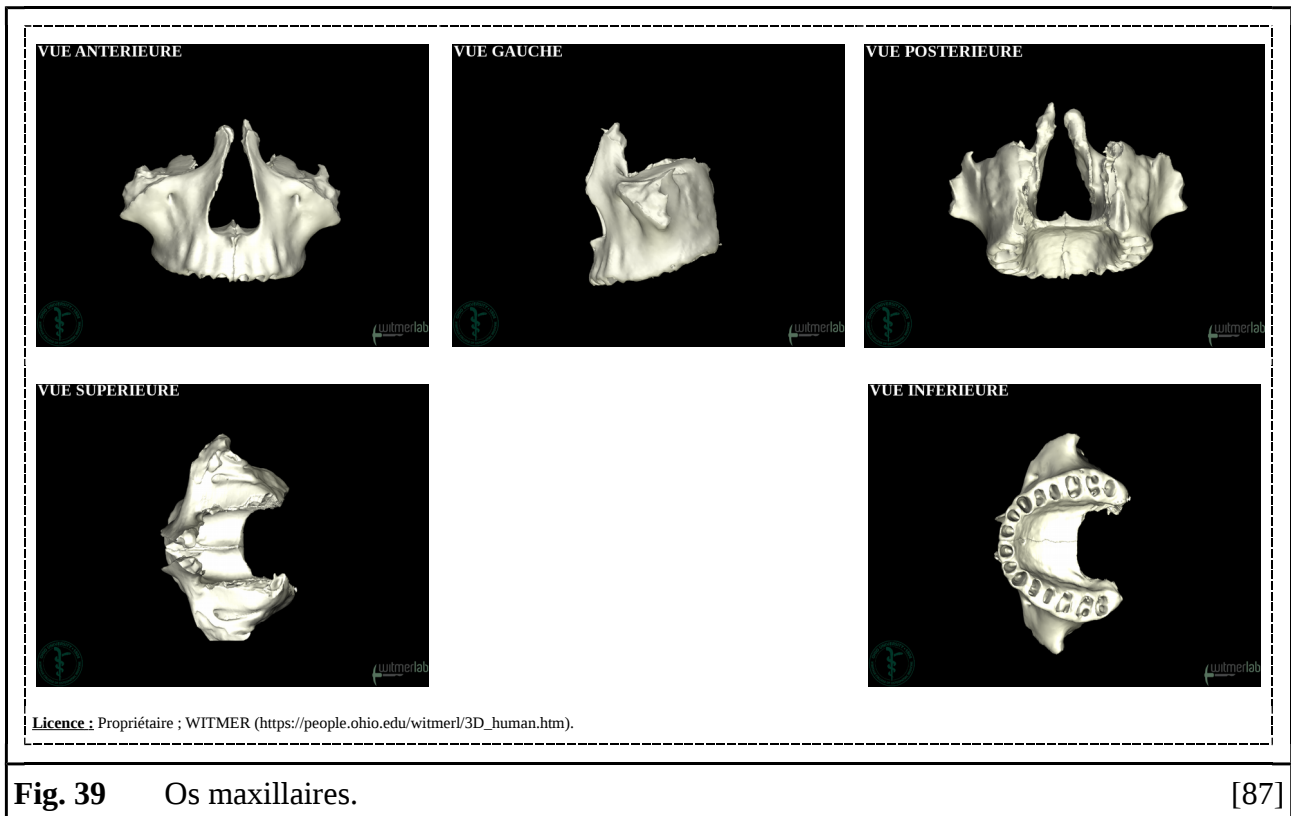 VUE ANTERIEURE
VUE GAUCHE
VUE POSTERIEURE
witmerlab
witmerlab
witmerlab
VUE SUPERIEURE
VUE INFERIEURE
witmerlab
witmerlab
Licence : Propriétaire ; WITMER (https://people.ohio.edu/witmerl/3D_human.htm).
Fig. 39 Os maxillaires. [87]